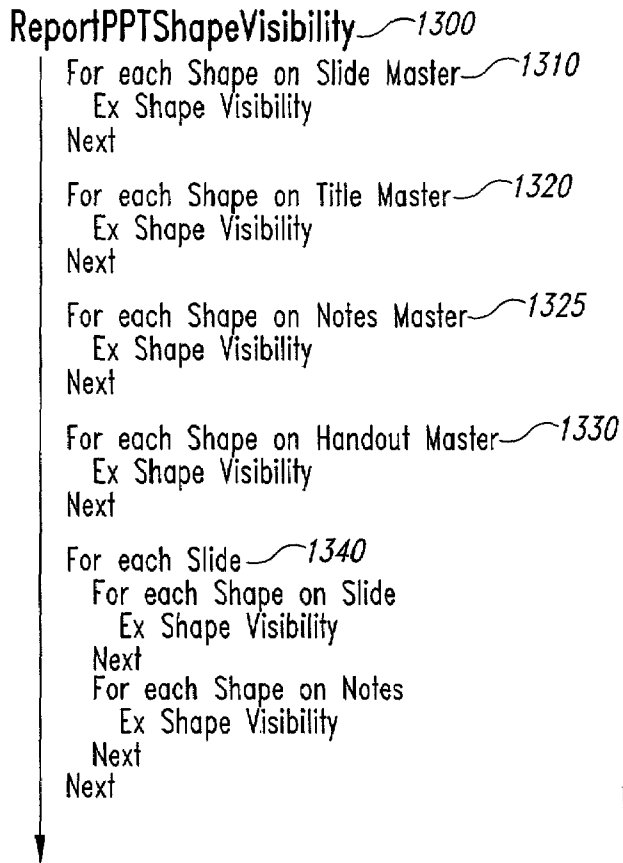 ReportPPTShapeVisibility 1300
For each Shape on Slide Master 1310
Ex Shape Visibility
Next
For each Shape on Title Master 1320
Ex Shape Visibility
Next
For each Shape on Notes Master 1325
Ex Shape Visibility
Next
For each Shape on Handout Master 1330
Ex Shape Visibility
Next
For each Slide 1340
For each Shape on Slide
Ex Shape Visibility
Next
For each Shape on Notes
Ex Shape Visibility
Next
Next